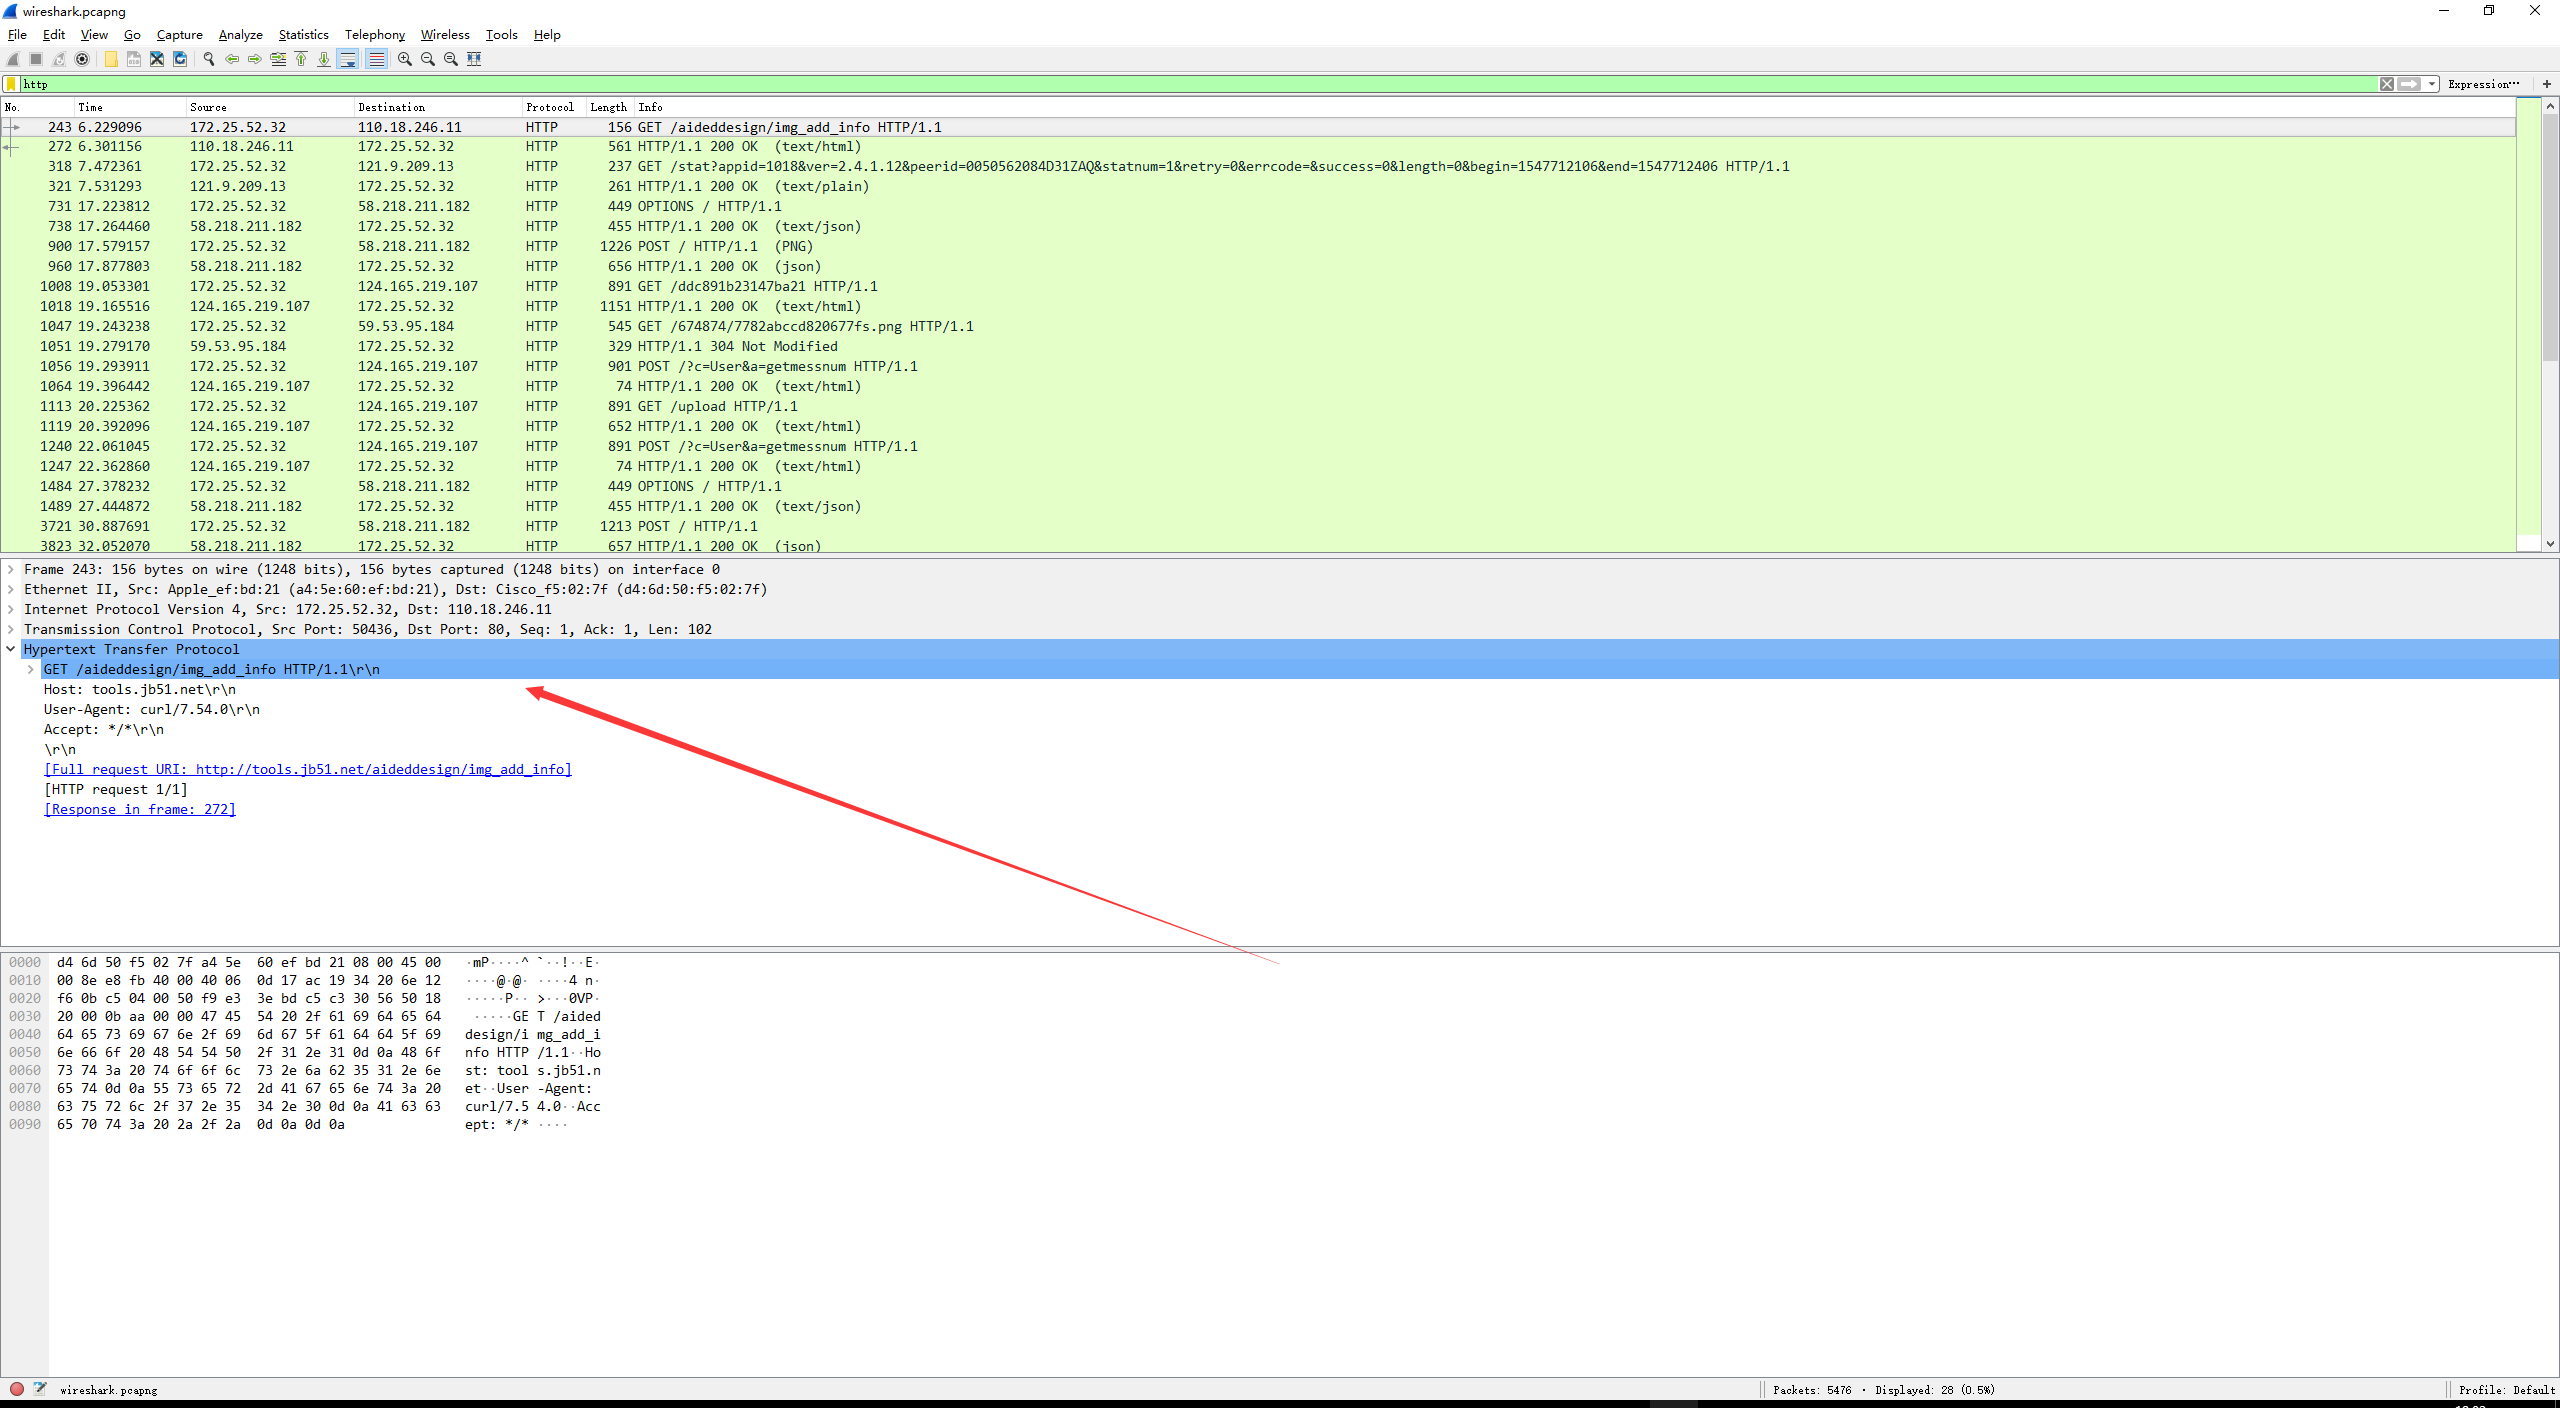 wireshark.pcapng
File Edit View Go Capture Analyze Statistics Telephony Wireless Tools Help
http Expression… +
No. Time Source Destination Protocol Length Info
243 6.229096 172.25.52.32 110.18.246.11 HTTP 156 GET /aideddesign/img_add_info HTTP/1.1
272 6.301156 110.18.246.11 172.25.52.32 HTTP 561 HTTP/1.1 200 OK (text/html)
318 7.472361 172.25.52.32 121.9.209.13 HTTP 237 GET /stat?appid=1018&ver=2.4.1.12&peerid=0050562084D31ZAQ&statnum=1&retry=0&errcode=&success=0&length=0&begin=1547712106&end=1547712406 HTTP/1.1
321 7.531293 121.9.209.13 172.25.52.32 HTTP 261 HTTP/1.1 200 OK (text/plain)
731 17.223812 172.25.52.32 58.218.211.182 HTTP 449 OPTIONS / HTTP/1.1
738 17.264460 58.218.211.182 172.25.52.32 HTTP 455 HTTP/1.1 200 OK (text/json)
900 17.579157 172.25.52.32 58.218.211.182 HTTP 1226 POST / HTTP/1.1 (PNG)
960 17.877803 58.218.211.182 172.25.52.32 HTTP 656 HTTP/1.1 200 OK (json)
1008 19.053301 172.25.52.32 124.165.219.107 HTTP 891 GET /ddc891b23147ba21 HTTP/1.1
1018 19.165516 124.165.219.107 172.25.52.32 HTTP 1151 HTTP/1.1 200 OK (text/html)
1047 19.243238 172.25.52.32 59.53.95.184 HTTP 545 GET /674874/7782abccd820677fs.png HTTP/1.1
1051 19.279170 59.53.95.184 172.25.52.32 HTTP 329 HTTP/1.1 304 Not Modified
1056 19.293911 172.25.52.32 124.165.219.107 HTTP 901 POST /?c=User&a=getmessnum HTTP/1.1
1064 19.396442 124.165.219.107 172.25.52.32 HTTP 74 HTTP/1.1 200 OK (text/html)
1113 20.225362 172.25.52.32 124.165.219.107 HTTP 891 GET /upload HTTP/1.1
1119 20.392096 124.165.219.107 172.25.52.32 HTTP 652 HTTP/1.1 200 OK (text/html)
1240 22.061045 172.25.52.32 124.165.219.107 HTTP 891 POST /?c=User&a=getmessnum HTTP/1.1
1247 22.362860 124.165.219.107 172.25.52.32 HTTP 74 HTTP/1.1 200 OK (text/html)
1484 27.378232 172.25.52.32 58.218.211.182 HTTP 449 OPTIONS / HTTP/1.1
1489 27.444872 58.218.211.182 172.25.52.32 HTTP 455 HTTP/1.1 200 OK (text/json)
3721 30.887691 172.25.52.32 58.218.211.182 HTTP 1213 POST / HTTP/1.1
3823 32.052070 58.218.211.182 172.25.52.32 HTTP 657 HTTP/1.1 200 OK (json)
Frame 243: 156 bytes on wire (1248 bits), 156 bytes captured (1248 bits) on interface 0
Ethernet II, Src: Apple_ef:bd:21 (a4:5e:60:ef:bd:21), Dst: Cisco_f5:02:7f (d4:6d:50:f5:02:7f)
Internet Protocol Version 4, Src: 172.25.52.32, Dst: 110.18.246.11
Transmission Control Protocol, Src Port: 50436, Dst Port: 80, Seq: 1, Ack: 1, Len: 102
Hypertext Transfer Protocol
GET /aideddesign/img_add_info HTTP/1.1\r\n
Host: tools.jb51.net\r\n
User-Agent: curl/7.54.0\r\n
Accept: */*\r\n
\r\n
[Full request URI: http://tools.jb51.net/aideddesign/img_add_info]
[HTTP request 1/1]
[Response in frame: 272]
0000 d4 6d 50 f5 02 7f a4 5e 60 ef bd 21 08 00 45 00 ·mP····^ `··!··E·
0010 00 8e e8 fb 40 00 40 06 0d 17 ac 19 34 20 6e 12 ····@·@· ····4 n·
0020 f6 0b c5 04 00 50 f9 e3 3e bd c5 c3 30 56 50 18 ·····P·· >···0VP·
0030 20 00 0b aa 00 00 47 45 54 20 2f 61 69 64 65 64 ·····GE T /aided
0040 64 65 73 69 67 6e 2f 69 6d 67 5f 61 64 64 5f 69 design/i mg_add_i
0050 6e 66 6f 20 48 54 54 50 2f 31 2e 31 0d 0a 48 6f nfo HTTP /1.1··Ho
0060 73 74 3a 20 74 6f 6f 6c 73 2e 6a 62 35 31 2e 6e st: tool s.jb51.n
0070 65 74 0d 0a 55 73 65 72 2d 41 67 65 6e 74 3a 20 et··User -Agent:
0080 63 75 72 6c 2f 37 2e 35 34 2e 30 0d 0a 41 63 63 curl/7.5 4.0··Acc
0090 65 70 74 3a 20 2a 2f 2a 0d 0a 0d 0a ept: */* ····
wireshark.pcapng Packets: 5476 · Displayed: 28 (0.5%) Profile: Default